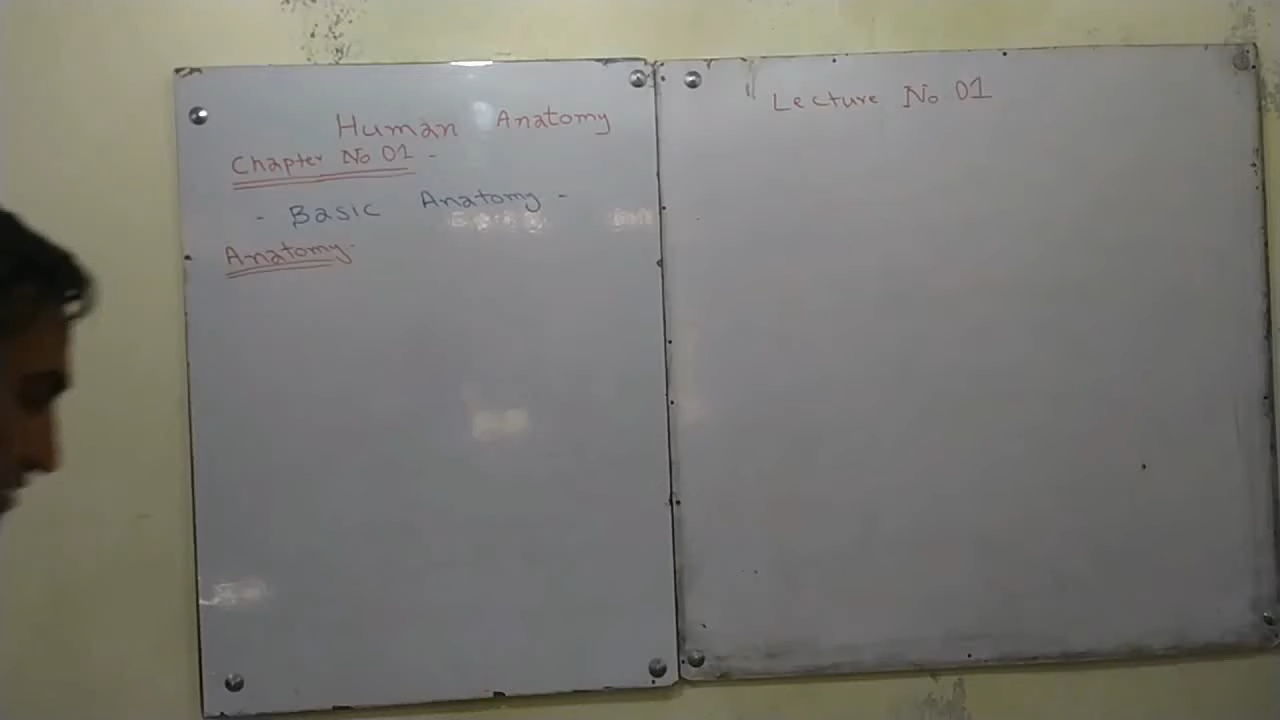 Human Anatomy
Chapter No 01 -
- Basic Anatomy -
Anatomy-
Lecture No 01